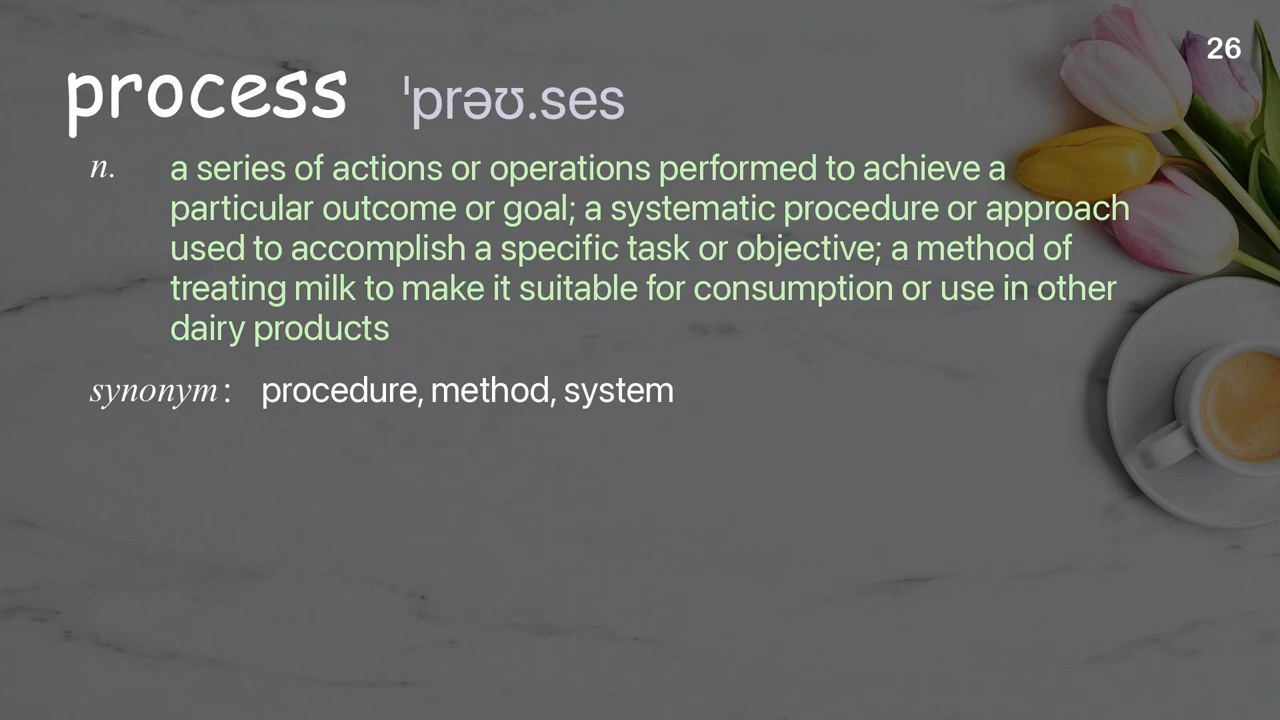 26
process ˈprəʊ.ses
n. a series of actions or operations performed to achieve a
particular outcome or goal; a systematic procedure or approach
used to accomplish a specific task or objective; a method of
treating milk to make it suitable for consumption or use in other
dairy products
synonym: procedure, method, system